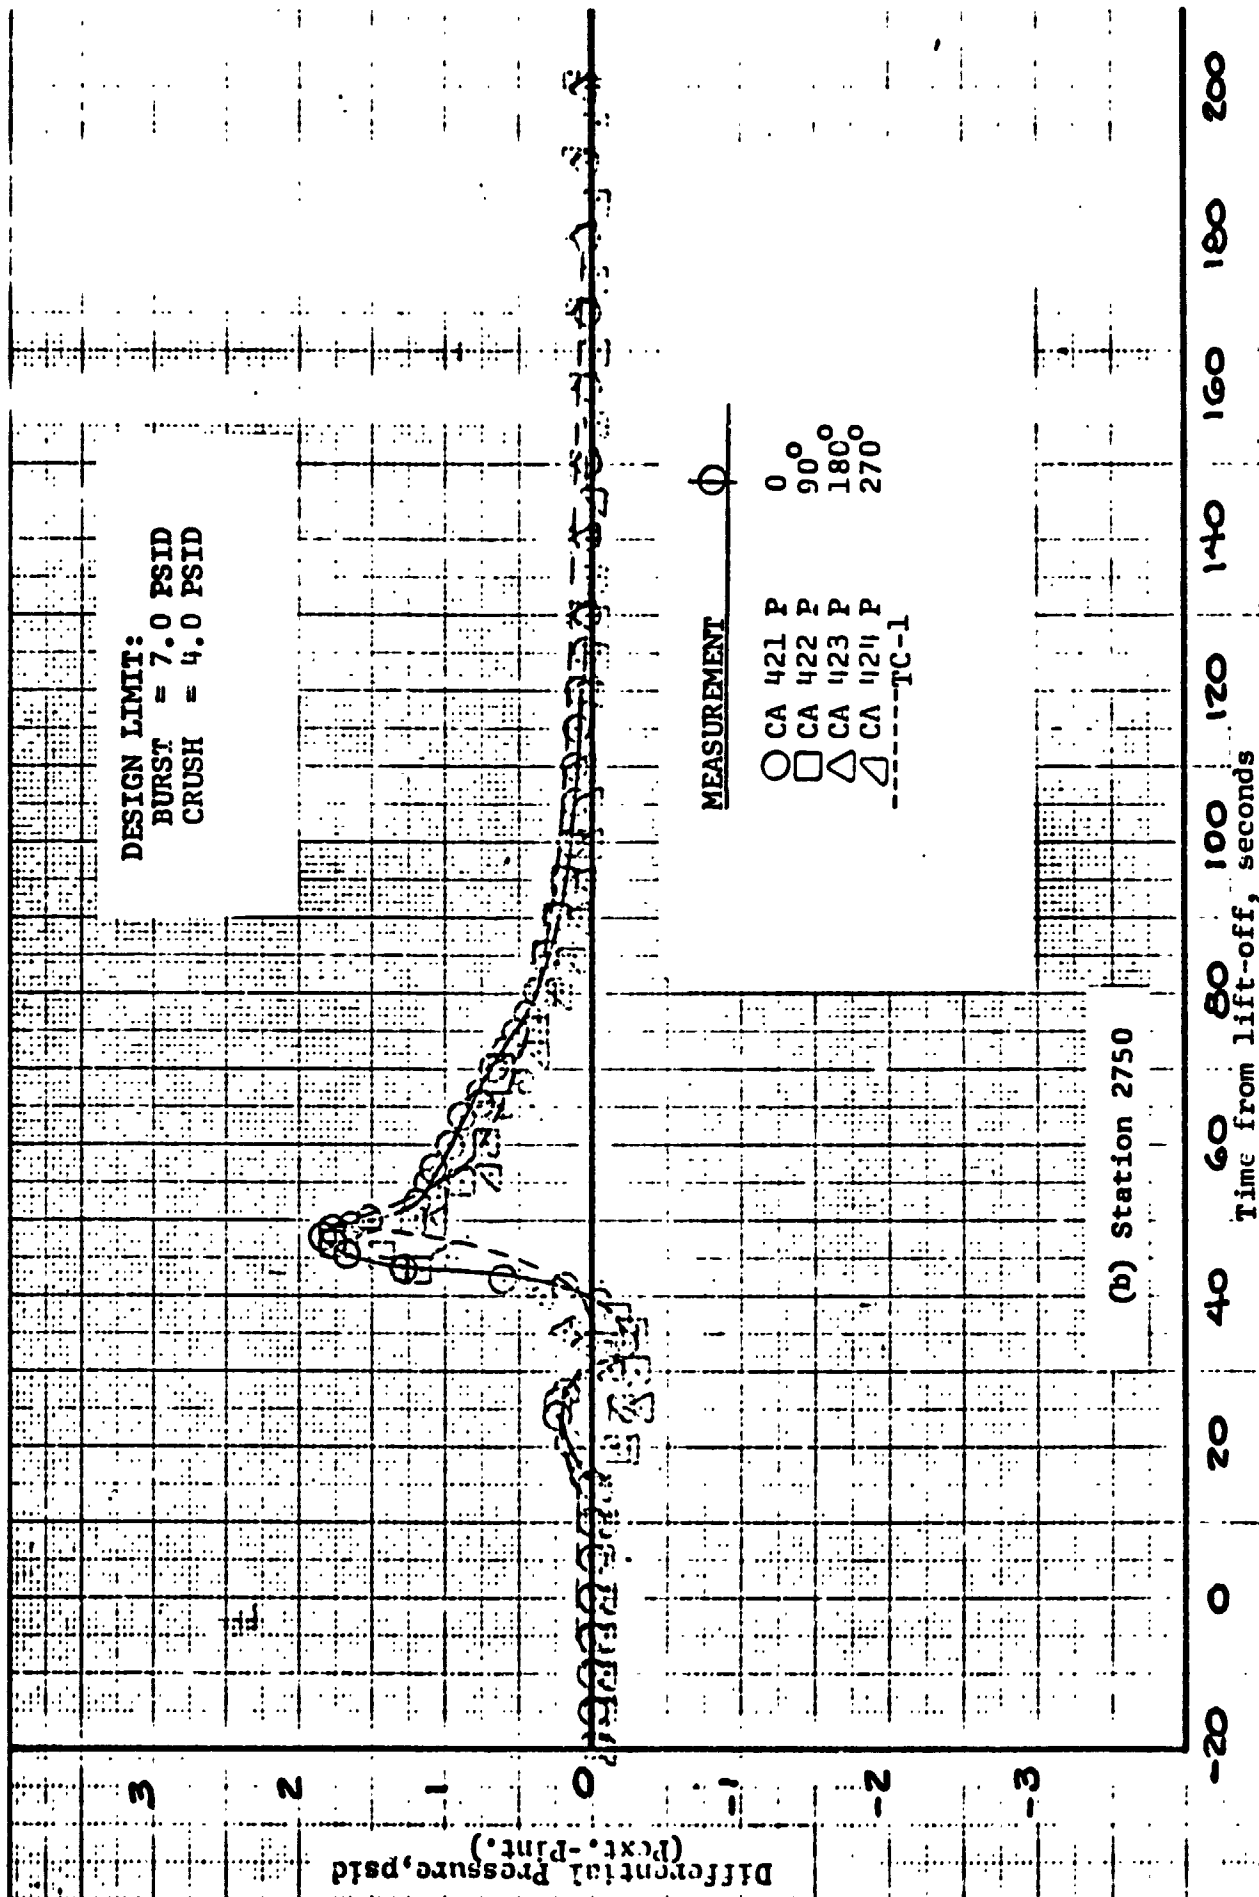 DESIGN LIMIT:
BURST = 7.0 PSID
CRUSH = 4.0 PSID
3
2
1
0
-1
-2
-3
Differential Pressure, psid
(Pext.-Pint.)
MEASUREMENT ϕ
○ CA 421 P 0
□ CA 422 P 90°
△ CA 423 P 180°
CA 424 P 270°
-----TC-1
(b) Station 2750
-20 0 20 40 60 80 100 120 140 160 180 200
Time from lift-off, seconds